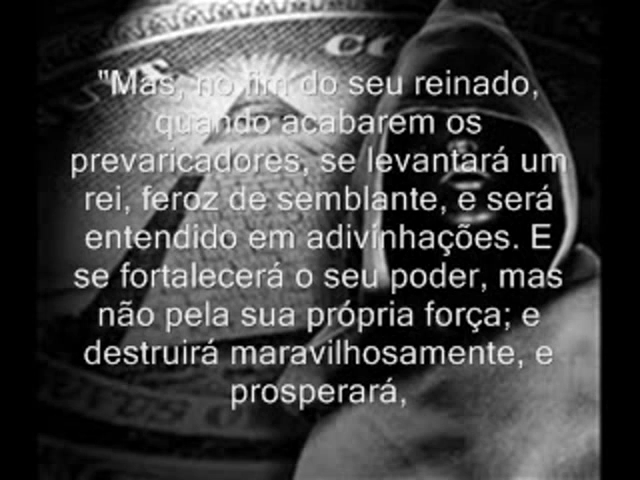 "Mas, no fim do seu reinado,
quando acabarem os
prevaricadores, se levantará um
rei, feroz de semblante, e será
entendido em adivinhações. E
se fortalecerá o seu poder, mas
não pela sua própria força; e
destruirá maravilhosamente, e
prosperará,